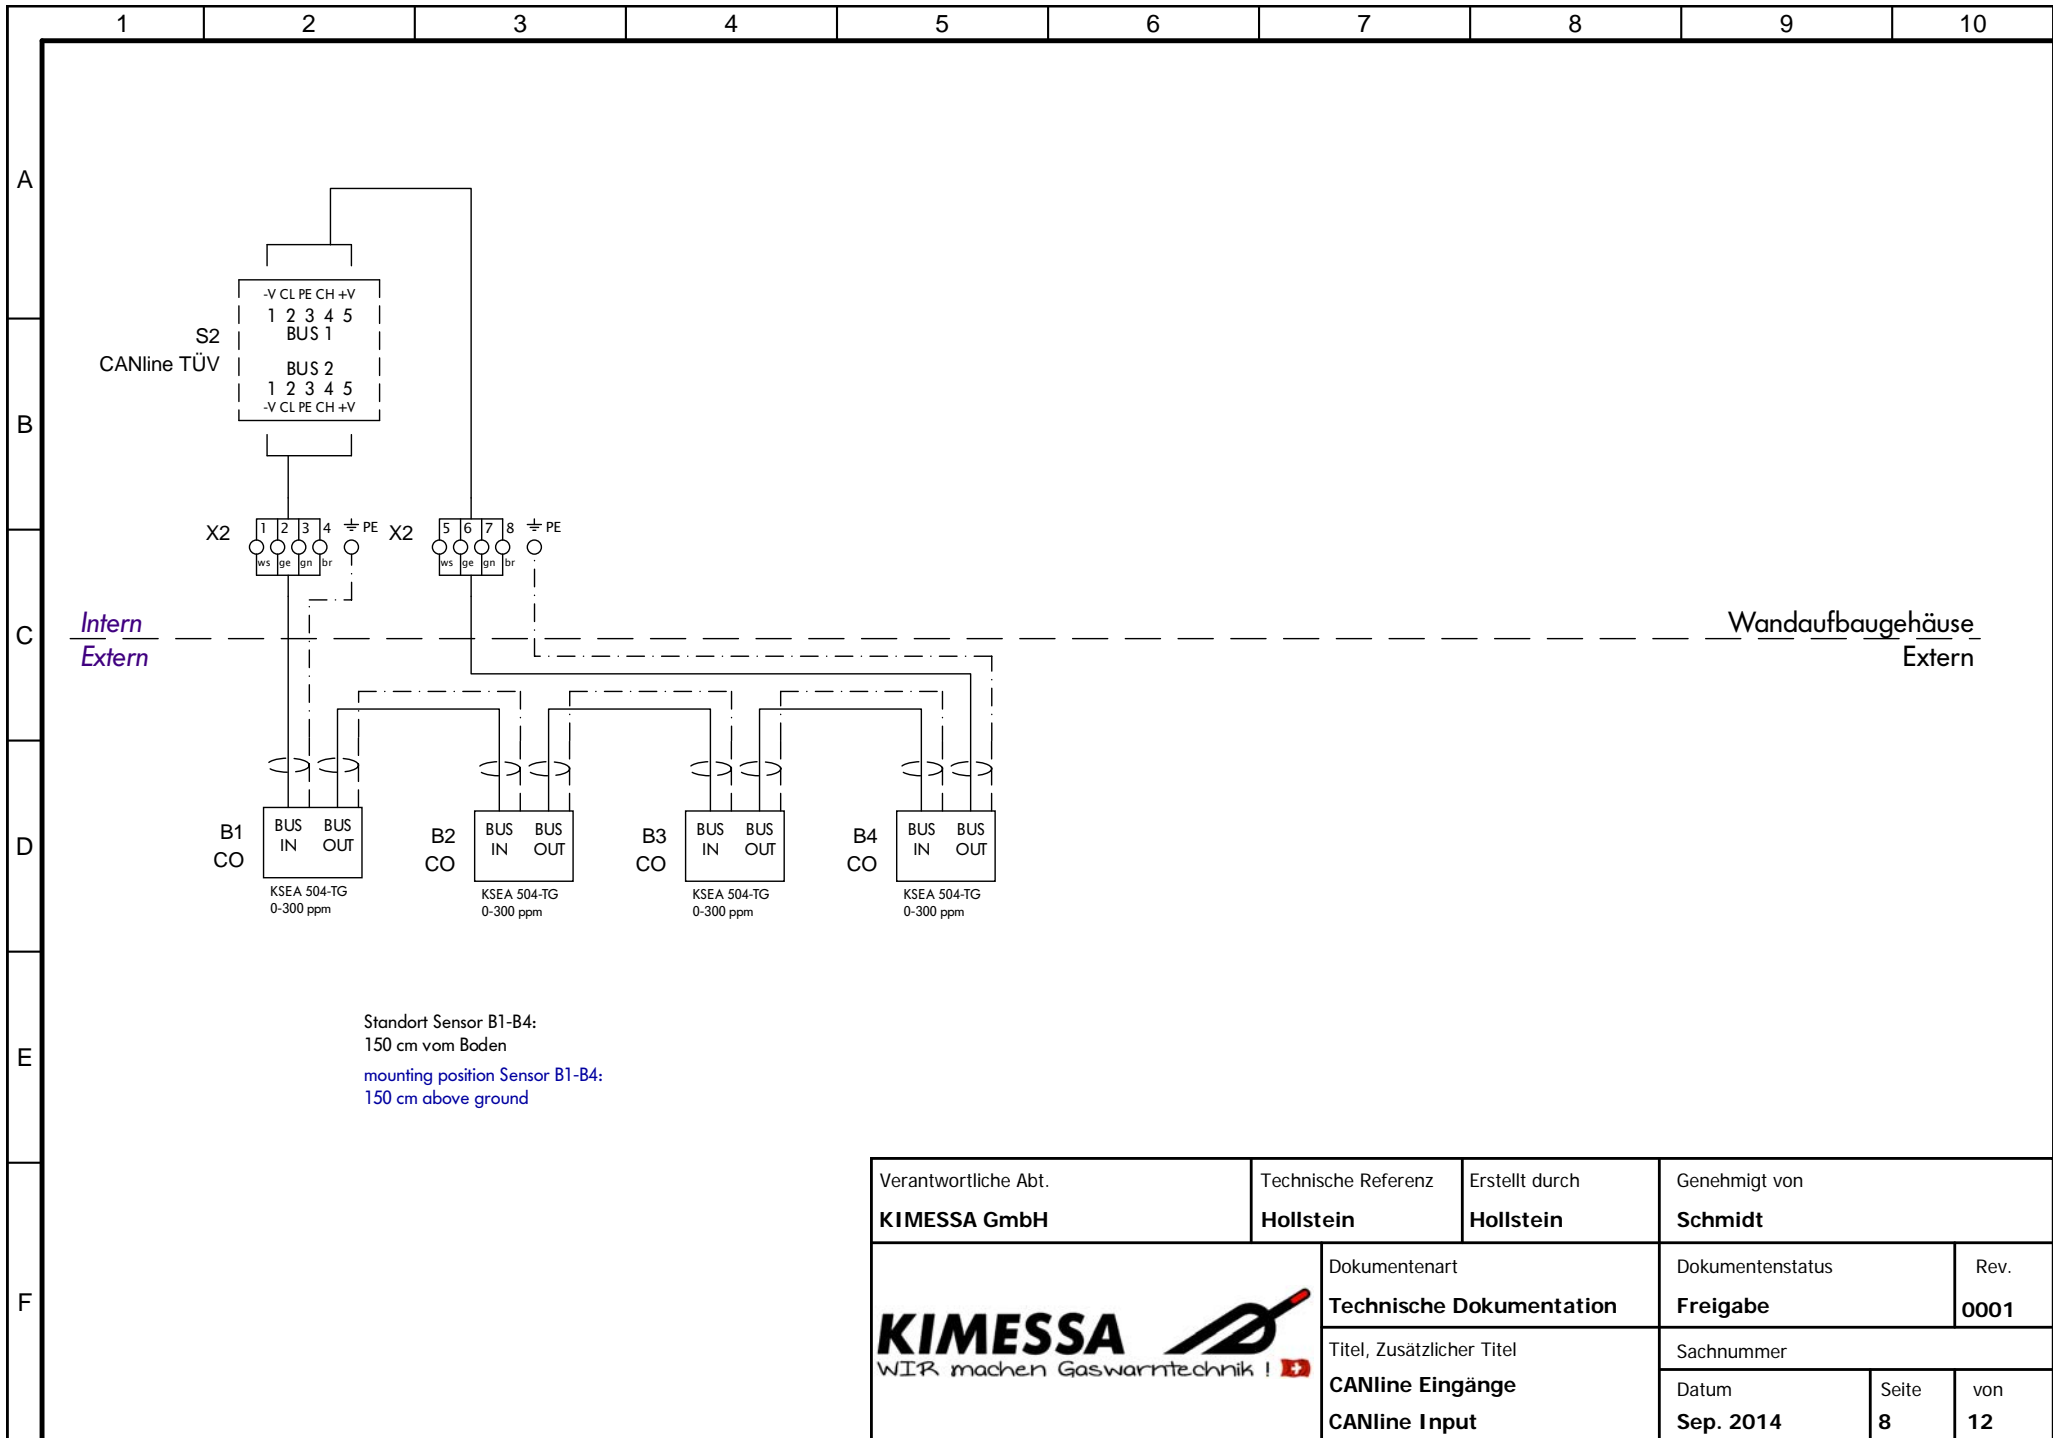 1 2 3 4 5 6 7 8 9 10
A
B
C
D
E
F
-V CL PE CH +V
1 2 3 4 5
BUS 1
BUS 2
1 2 3 4 5
-V CL PE CH +V
S2
CANline TÜV
X2
1 2 3 4 PE
ws ge gn br
X2
5 6 7 8 PE
ws ge gn br
Intern
Extern
Wandaufbaugehäuse
Extern
B1
CO
BUS IN
BUS OUT
KSEA 504-TG
0-300 ppm
B2
CO
BUS IN
BUS OUT
KSEA 504-TG
0-300 ppm
B3
CO
BUS IN
BUS OUT
KSEA 504-TG
0-300 ppm
B4
CO
BUS IN
BUS OUT
KSEA 504-TG
0-300 ppm
Standort Sensor B1-B4:
150 cm vom Boden
mounting position Sensor B1-B4:
150 cm above ground
Verantwortliche Abt.
KIMESSA GmbH
Technische Referenz
Hollstein
Erstellt durch
Hollstein
Genehmigt von
Schmidt
KIMESSA
WIR machen Gaswarntechnik !
Dokumentenart
Technische Dokumentation
Dokumentenstatus
Freigabe
Rev.
0001
Titel, Zusätzlicher Titel
CANline Eingänge
CANline Input
Sachnummer
Datum
Sep. 2014
Seite
8
von
12